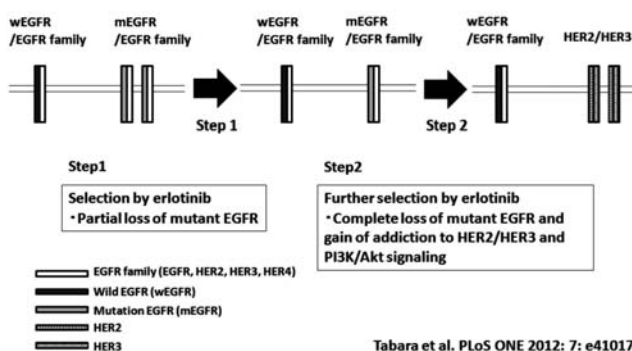 wEGFR
/EGFR family
mEGFR
/EGFR family
wEGFR
/EGFR family
mEGFR
/EGFR family
wEGFR
/EGFR family
HER2/HER3
Step 1
Step 2
Step1
Selection by erlotinib
・Partial loss of mutant EGFR
Step2
Further selection by erlotinib
・Complete loss of mutant EGFR and
gain of addiction to HER2/HER3 and
PI3K/Akt signaling
EGFR family (EGFR, HER2, HER3, HER4)
Wild EGFR (wEGFR)
Mutation EGFR (mEGFR)
HER2
HER3
Tabara et al. PLoS ONE 2012: 7: e41017